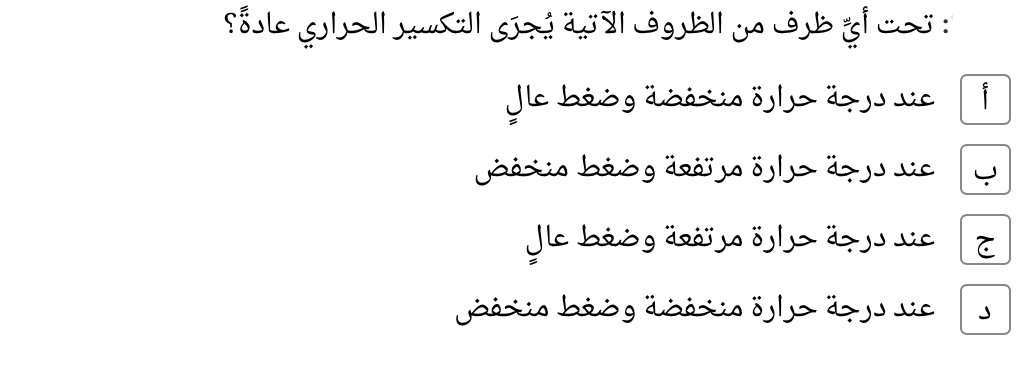 : تحت أيِّ ظرف من الظروف الآتية يُجرَى التكسير الحراري عادةً؟
أ عند درجة حرارة منخفضة وضغط عالٍ
ب عند درجة حرارة مرتفعة وضغط منخفض
ج عند درجة حرارة مرتفعة وضغط عالٍ
د عند درجة حرارة منخفضة وضغط منخفض